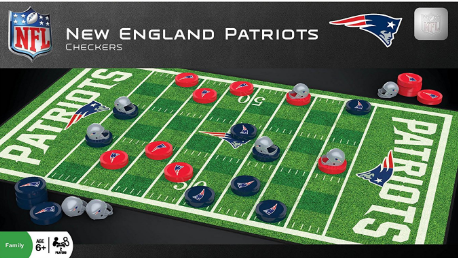 NFL
NEW ENGLAND PATRIOTS
CHECKERS
PATRIOTS
50
PATRIOTS
Family
AGE
6+